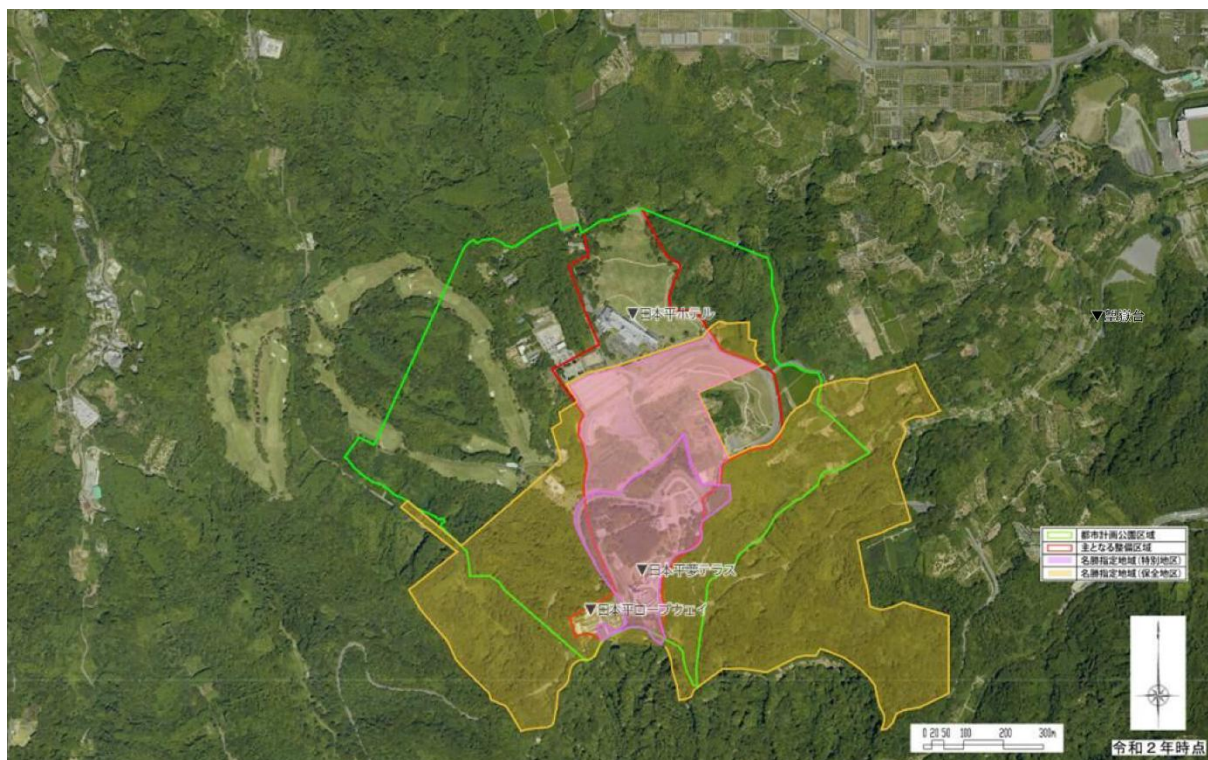 ▼日本平ホテル
▼望嶽台
都市計画公園区域
主となる整備区域
名勝指定地域(特別地区)
名勝指定地域(保全地区)
▼日本平夢テラス
▼日本平ロープウェイ
0 20 50 100 200 300m
令和2年時点